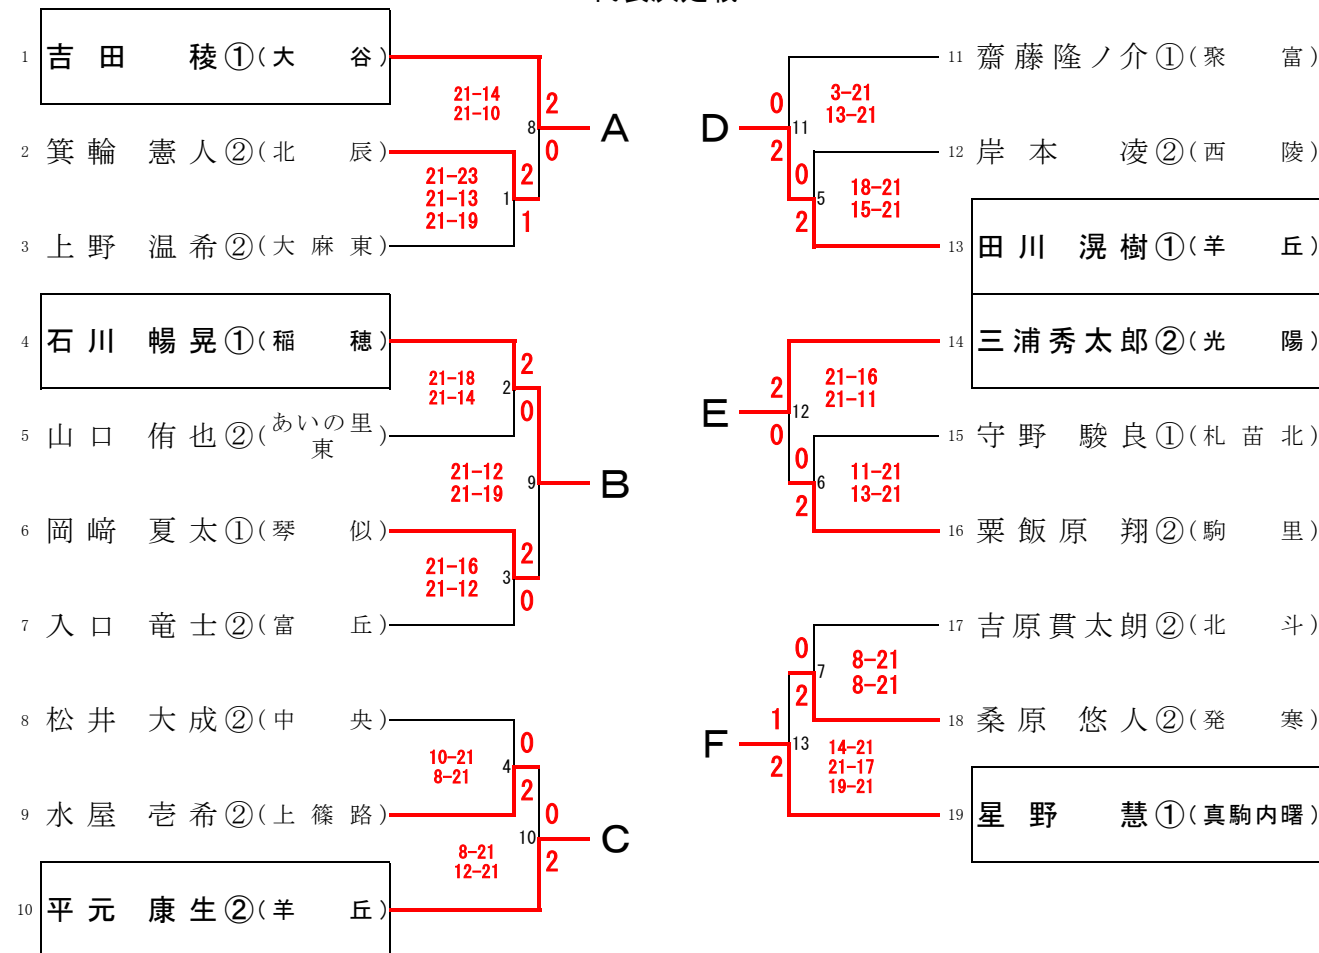 1 吉田 稜①(大谷)
21-14
21-10
2
8
A
0
2 箕輪 憲人②(北辰)
21-23
21-13
21-19
2
1
1
3 上野 温希②(大麻東)
4 石川 暢晃①(稲穂)
21-18
21-14
2
2
0
5 山口 侑也②(あいの里東)
21-12
21-19
9
B
6 岡﨑 夏太①(琴似)
21-16
21-12
2
3
0
7 入口 竜士②(富丘)
8 松井 大成②(中央)
10-21
8-21
0
4
2
9 水屋 壱希②(上篠路)
0
10
C
8-21
12-21
2
10 平元 康生②(羊丘)
11 齋藤隆ノ介①(聚富)
3-21
13-21
0
D
11
2
12 岸本 凌②(西陵)
0
5
18-21
15-21
2
13 田川 滉樹①(羊丘)
14 三浦秀太郎②(光陽)
2
21-16
21-11
E
12
0
15 守野 駿良①(札苗北)
0
6
11-21
13-21
2
16 粟飯原 翔②(駒里)
17 吉原貫太朗②(北斗)
0
7
8-21
8-21
2
18 桑原 悠人②(発寒)
1
F
13
2
14-21
21-17
19-21
19 星野 慧①(真駒内曙)